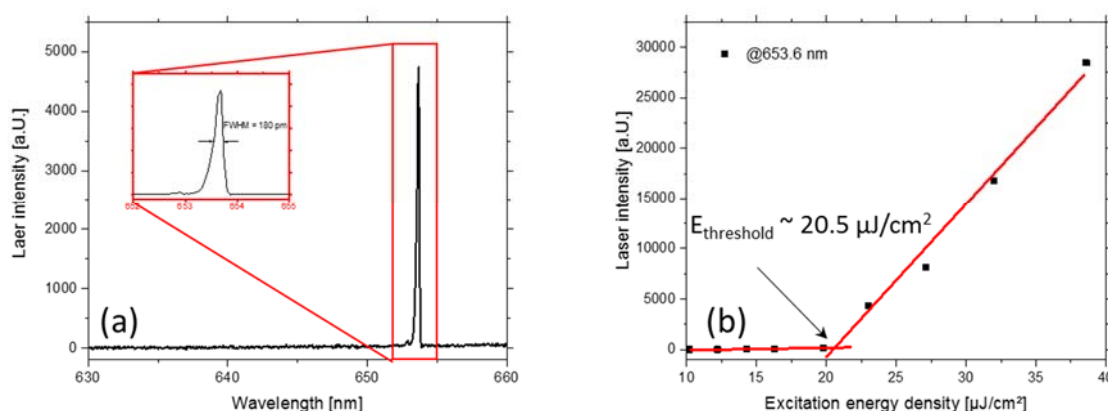 5000
4000
3000
2000
1000
0
Laer intensity [a.U.]
FWHM = 180 pm
652 653 654 655
(a)
630 640 650 660
Wavelength [nm]
30000
25000
20000
15000
10000
5000
0
Laser intensity [a.U.]
@653.6 nm
Ethreshold ~ 20.5 µJ/cm²
(b)
10 15 20 25 30 35 40
Excitation energy density [µJ/cm²]